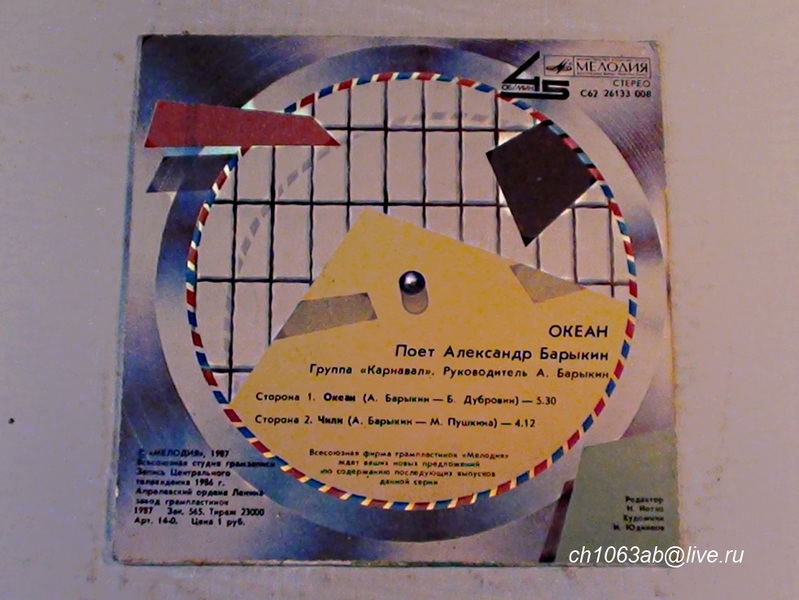 45
ОБ/МИН
МЕЛОДИЯ
СТЕРЕО
С62 26133 008
ОКЕАН
Поет Александр Барыкин
Группа «Карнавал». Руководитель А. Барыкин
Сторона 1. Океан (А. Барыкин — Б. Дубровин) — 5.30
Сторона 2. Чили (А. Барыкин — М. Пушкина) — 4.12
Всесоюзная фирма грампластинок «Мелодия»
ждет ваших новых предложений
по содержанию последующих выпусков
данной серии
© «МЕЛОДИЯ», 1987
Всесоюзная студия грамзаписи
Запись Центрального
телевидения 1986 г.
Апрелевский ордена Ленина
завод грампластинок
1987 Зак. 565. Тираж 23000
Арт. 14-0. Цена 1 руб.
Редактор
Н.
Художник
И.
ch1063ab@live.ru